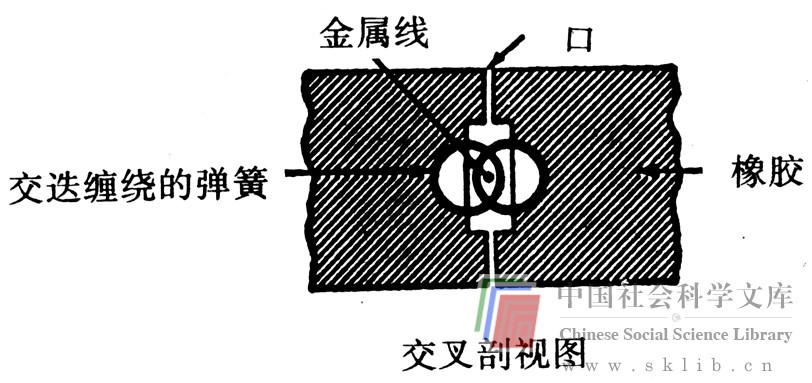 金属线
口
交迭缠绕的弹簧
橡胶
中国社会科学文库
Chinese Social Science Library
交叉剖视图
www.sklib.cn